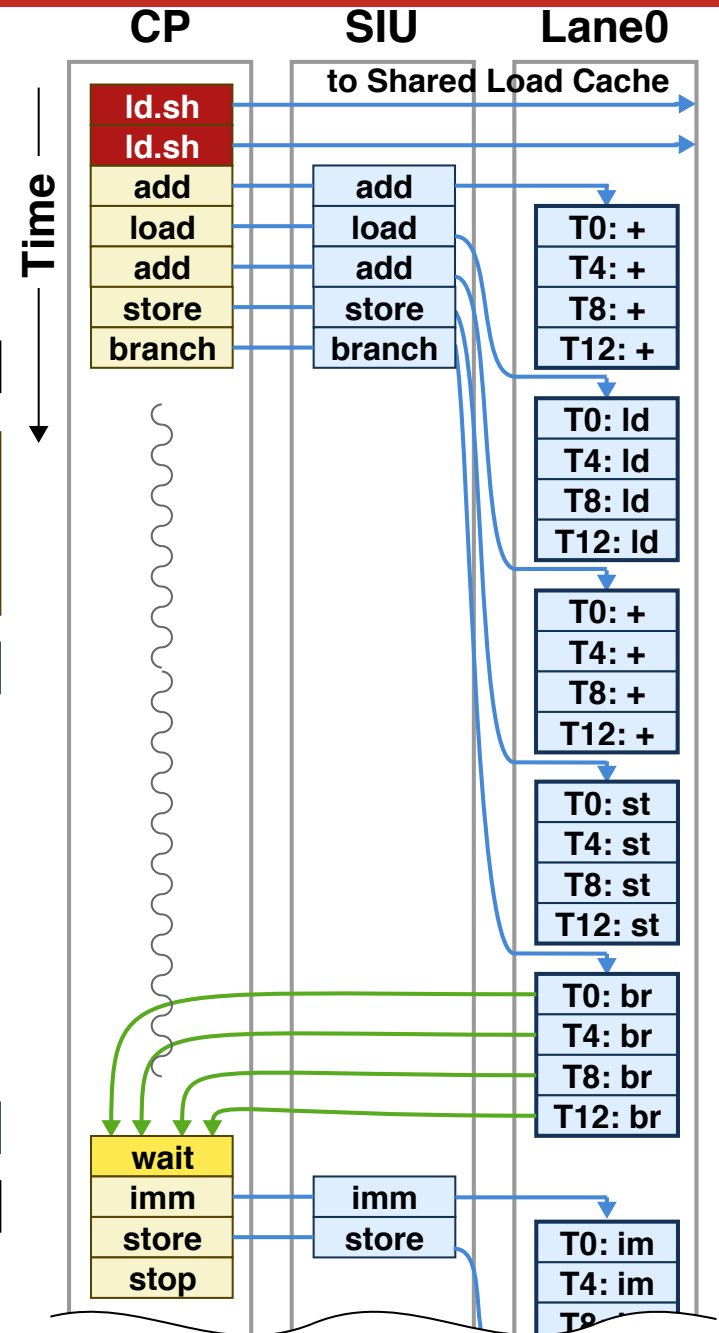 CP SIU Lane0
to Shared Load Cache
Time
ld.sh
ld.sh
add add
load load T0: +
add add T4: +
store store T8: +
branch branch T12: +
T0: ld
T4: ld
T8: ld
T12: ld
T0: +
T4: +
T8: +
T12: +
T0: st
T4: st
T8: st
T12: st
T0: br
T4: br
T8: br
T12: br
wait
imm imm
store store T0: im
stop T4: im